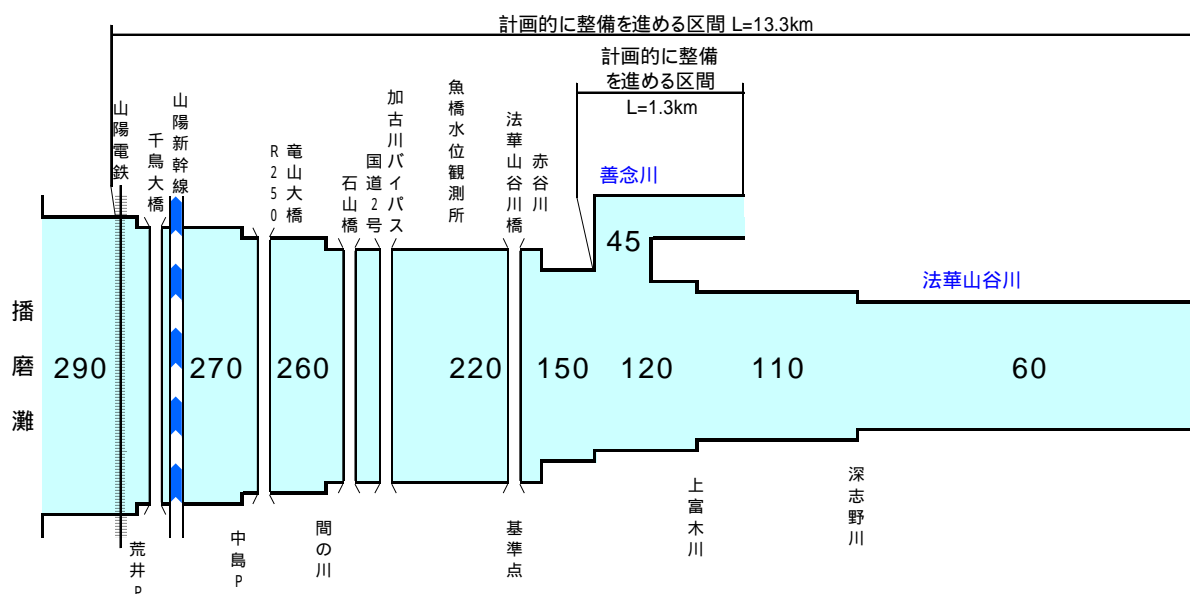 計画的に整備を進める区間 L=13.3km
計画的に整備
を進める区間
L=1.3km
山陽電鉄
千鳥大橋
山陽新幹線
R250
竜山大橋
石山橋
国道2号
加古川バイパス
魚橋水位観測所
法華山谷川橋
赤谷川
善念川
45
法華山谷川
播磨灘
290
270
260
220
150
120
110
60
荒井P
中島P
間の川
基準点
上富木川
深志野川